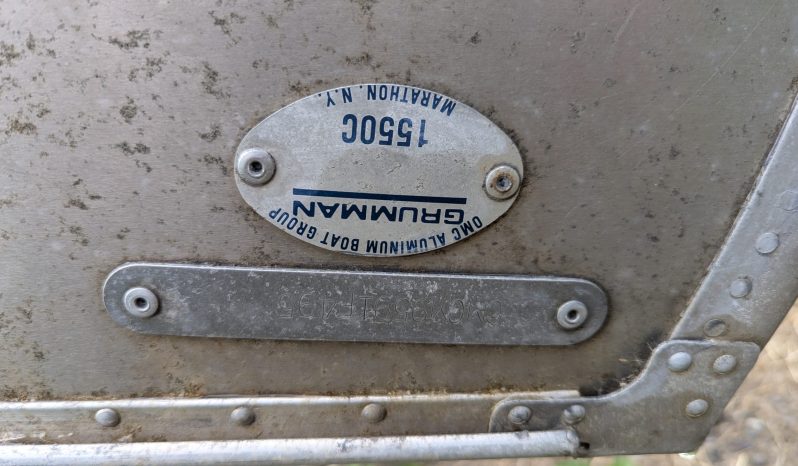 OMC ALUMINUM BOAT GROUP
GRUMMAN
1550C
MARATHON, N.Y.